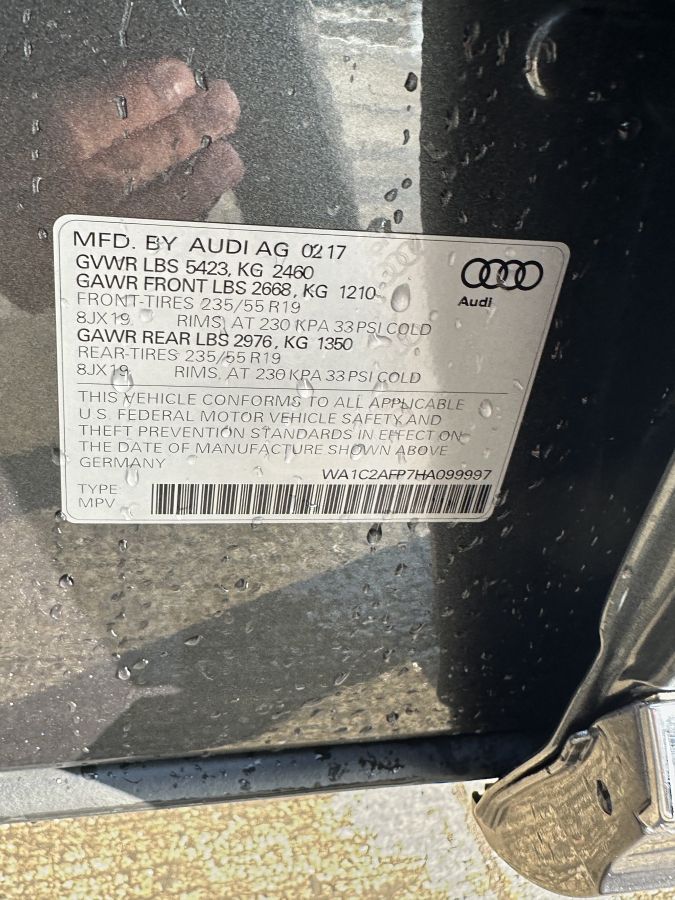 MFD. BY AUDI AG 0217
GVWR LBS 5423, KG 2460
GAWR FRONT LBS 2668, KG 1210
FRONT-TIRES 235/55 R19
8JX19 RIMS, AT 230 KPA 33 PSI COLD
GAWR REAR LBS 2976, KG 1350
REAR-TIRES 235/55 R19
8JX19 RIMS, AT 230 KPA 33 PSI COLD
Audi
THIS VEHICLE CONFORMS TO ALL APPLICABLE
U.S. FEDERAL MOTOR VEHICLE SAFETY AND
THEFT PREVENTION STANDARDS IN EFFECT ON
THE DATE OF MANUFACTURE SHOWN ABOVE
GERMANY
WA1C2AFP7HA099997
TYPE
MPV